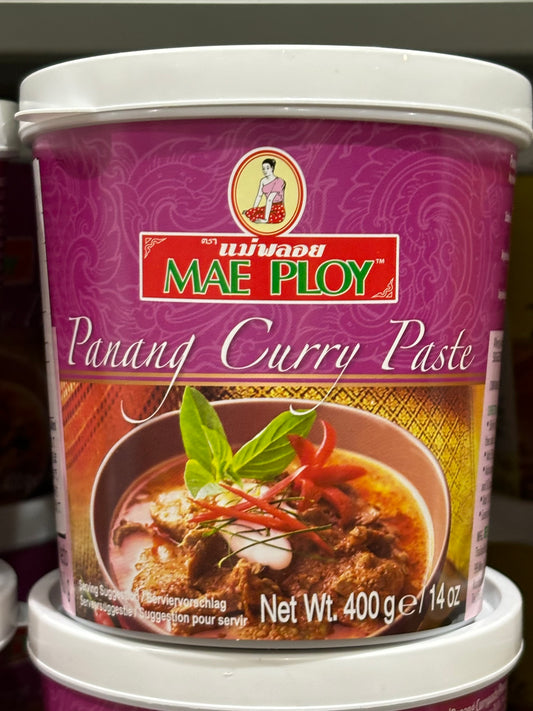 ตรา แม่พลอย
MAE PLOY™
Panang Curry Paste
Serving Suggestion / Serviervorschlag
Serveersuggestie / Suggestion pour servir
Net Wt. 400 g e / 14 oz